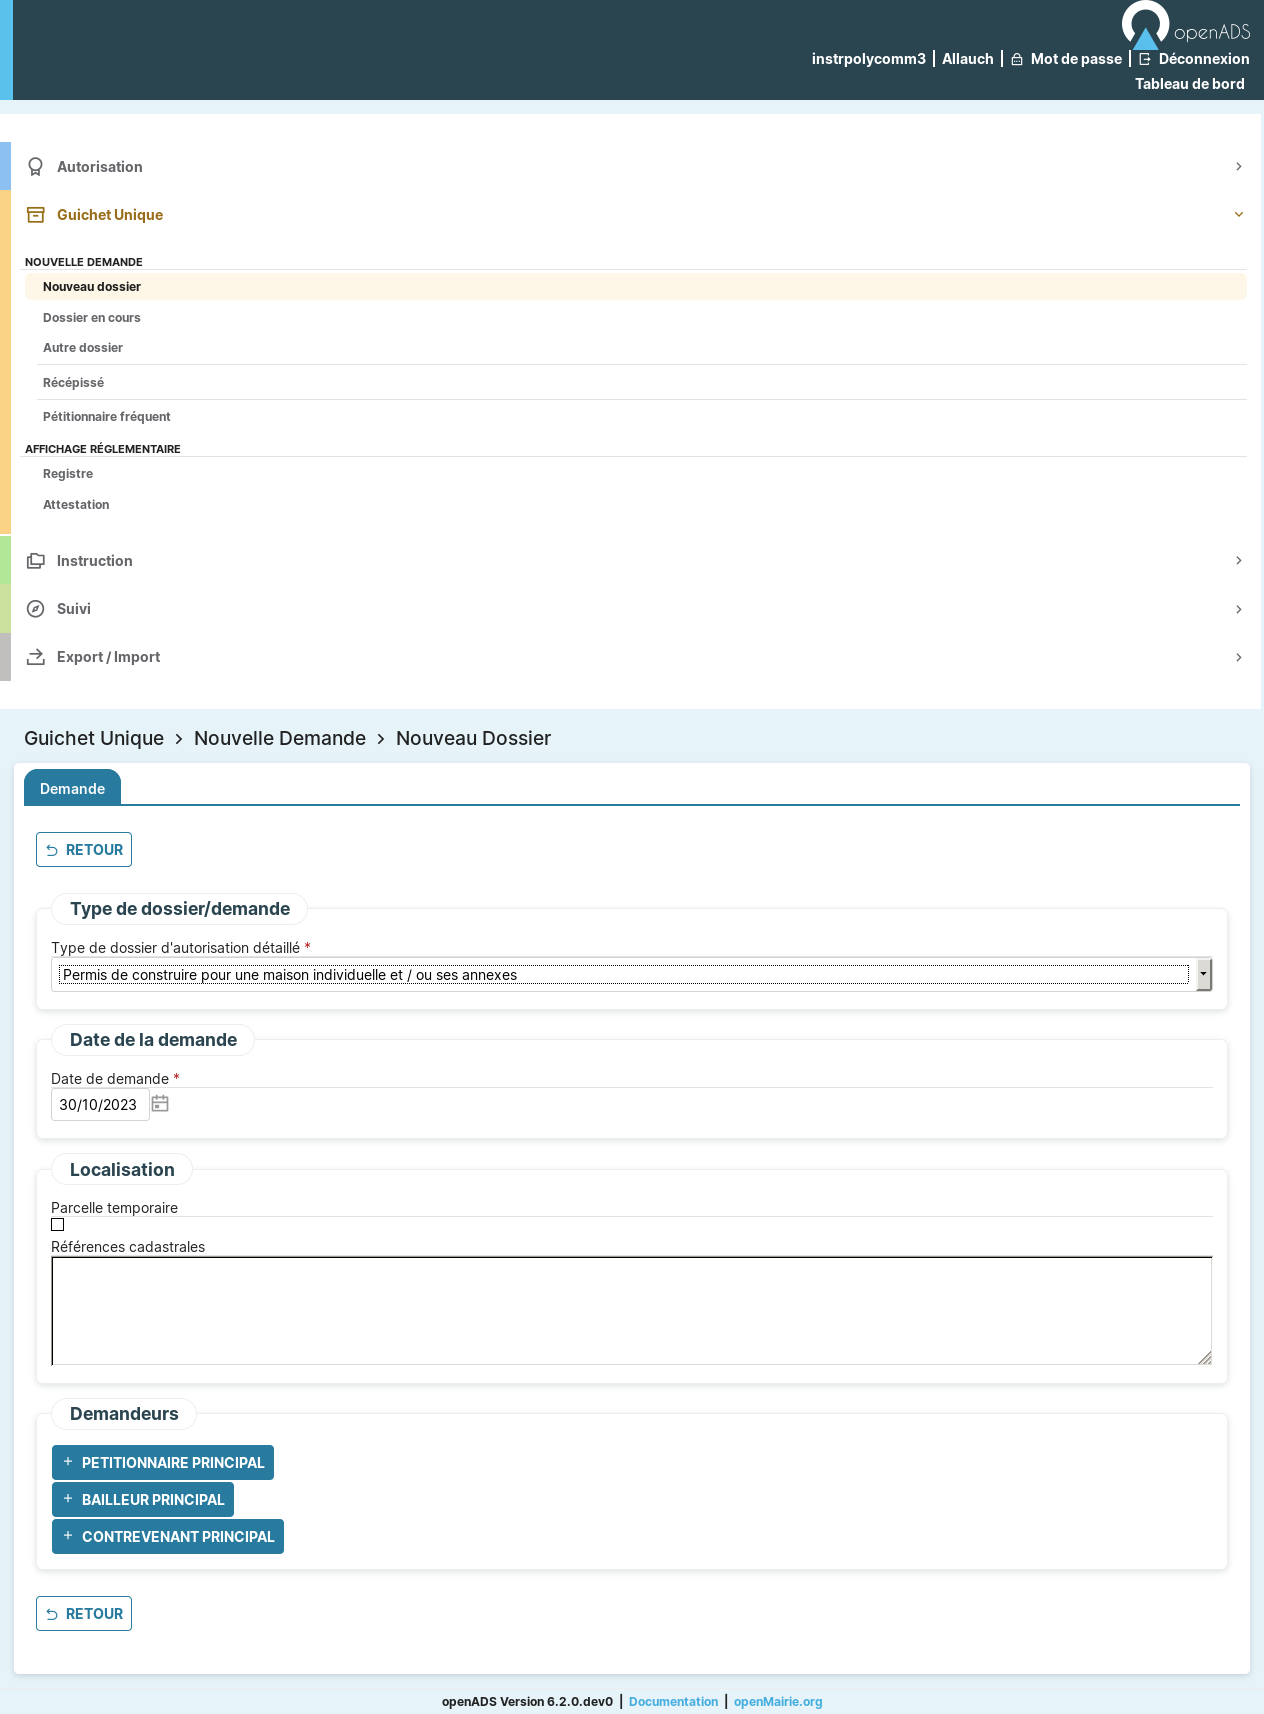 openADS
instrpolycomm3 | Allauch | Mot de passe | Déconnexion
Tableau de bord
Autorisation
Guichet Unique
NOUVELLE DEMANDE
Nouveau dossier
Dossier en cours
Autre dossier
Récépissé
Pétitionnaire fréquent
AFFICHAGE RÉGLEMENTAIRE
Registre
Attestation
Instruction
Suivi
Export / Import
Guichet Unique > Nouvelle Demande > Nouveau Dossier
Demande
RETOUR
Type de dossier/demande
Type de dossier d'autorisation détaillé *
Permis de construire pour une maison individuelle et / ou ses annexes
Date de la demande
Date de demande *
30/10/2023
Localisation
Parcelle temporaire
Références cadastrales
Demandeurs
+ PETITIONNAIRE PRINCIPAL
+ BAILLEUR PRINCIPAL
+ CONTREVENANT PRINCIPAL
RETOUR
openADS Version 6.2.0.dev0 | Documentation | openMairie.org